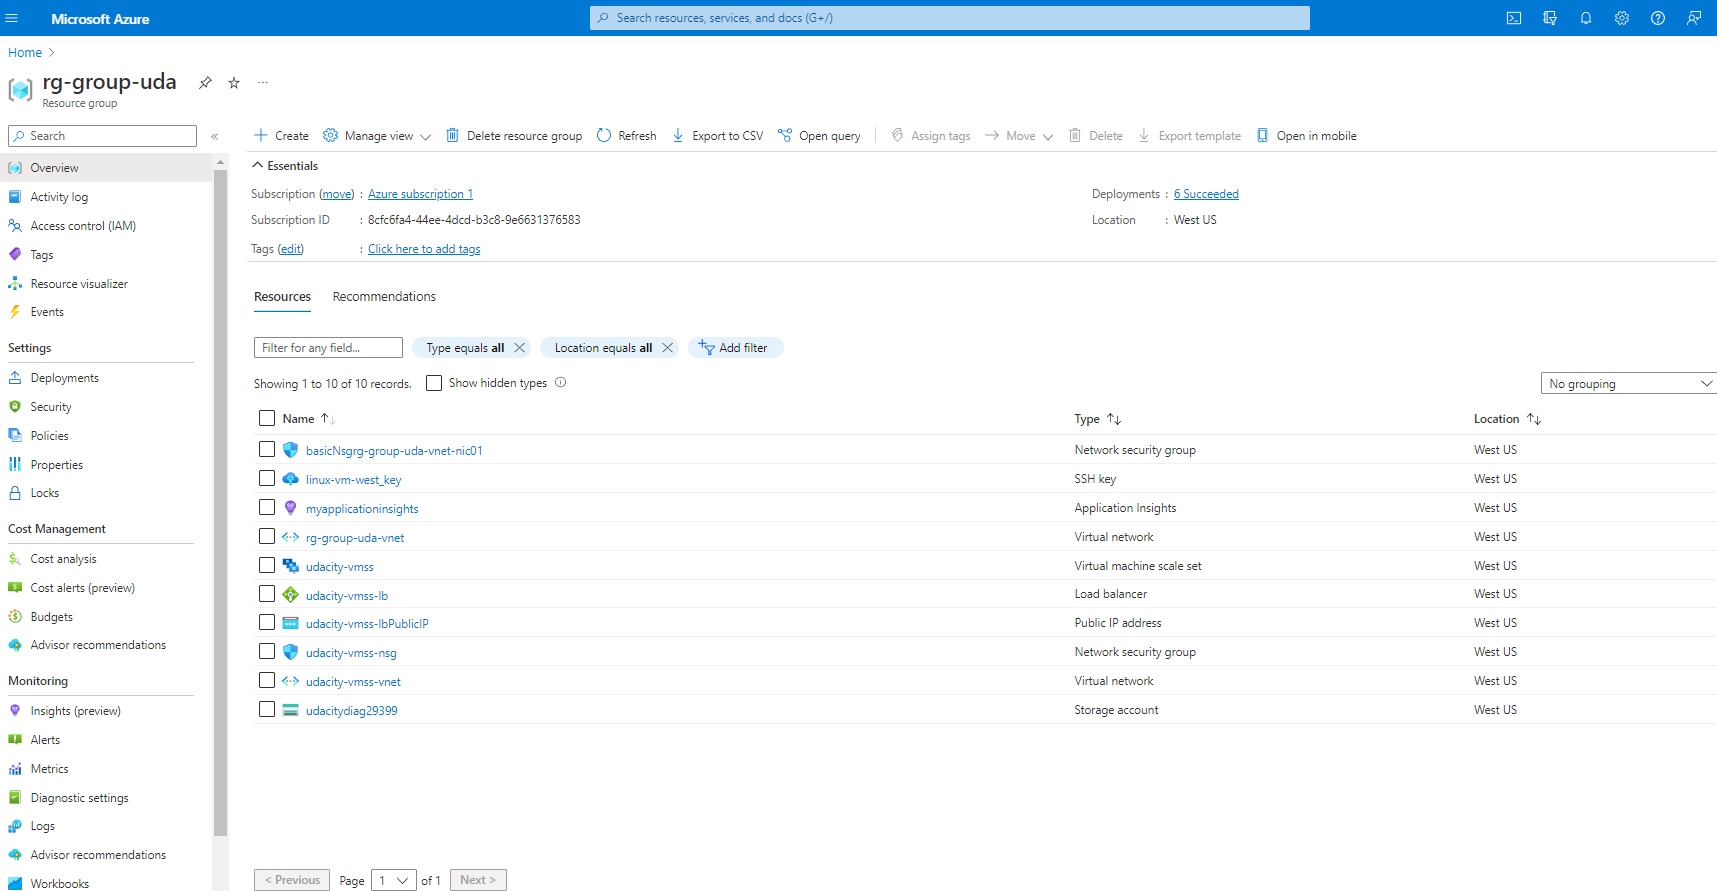 Microsoft Azure
Search resources, services, and docs (G+/)
Home
rg-group-uda
Resource group
Search
Create Manage view Delete resource group Refresh Export to CSV Open query Assign tags Move Delete Export template Open in mobile
Overview
Activity log
Access control (IAM)
Tags
Resource visualizer
Events
Settings
Deployments
Security
Policies
Properties
Locks
Cost Management
Cost analysis
Cost alerts (preview)
Budgets
Advisor recommendations
Monitoring
Insights (preview)
Alerts
Metrics
Diagnostic settings
Logs
Advisor recommendations
Workbooks
Essentials
Subscription (move) : Azure subscription 1
Subscription ID : 8cfc6fa4-44ee-4dcd-b3c8-9e6631376583
Tags (edit) : Click here to add tags
Deployments : 6 Succeeded
Location : West US
Resources Recommendations
Filter for any field... Type equals all Location equals all Add filter
Showing 1 to 10 of 10 records. Show hidden types No grouping
Name Type Location
basicNsgrg-group-uda-vnet-nic01 Network security group West US
linux-vm-west_key SSH key West US
myapplicationinsights Application Insights West US
rg-group-uda-vnet Virtual network West US
udacity-vmss Virtual machine scale set West US
udacity-vmss-lb Load balancer West US
udacity-vmss-lbPublicIP Public IP address West US
udacity-vmss-nsg Network security group West US
udacity-vmss-vnet Virtual network West US
udacitydiag29399 Storage account West US
< Previous Page 1 of 1 Next >